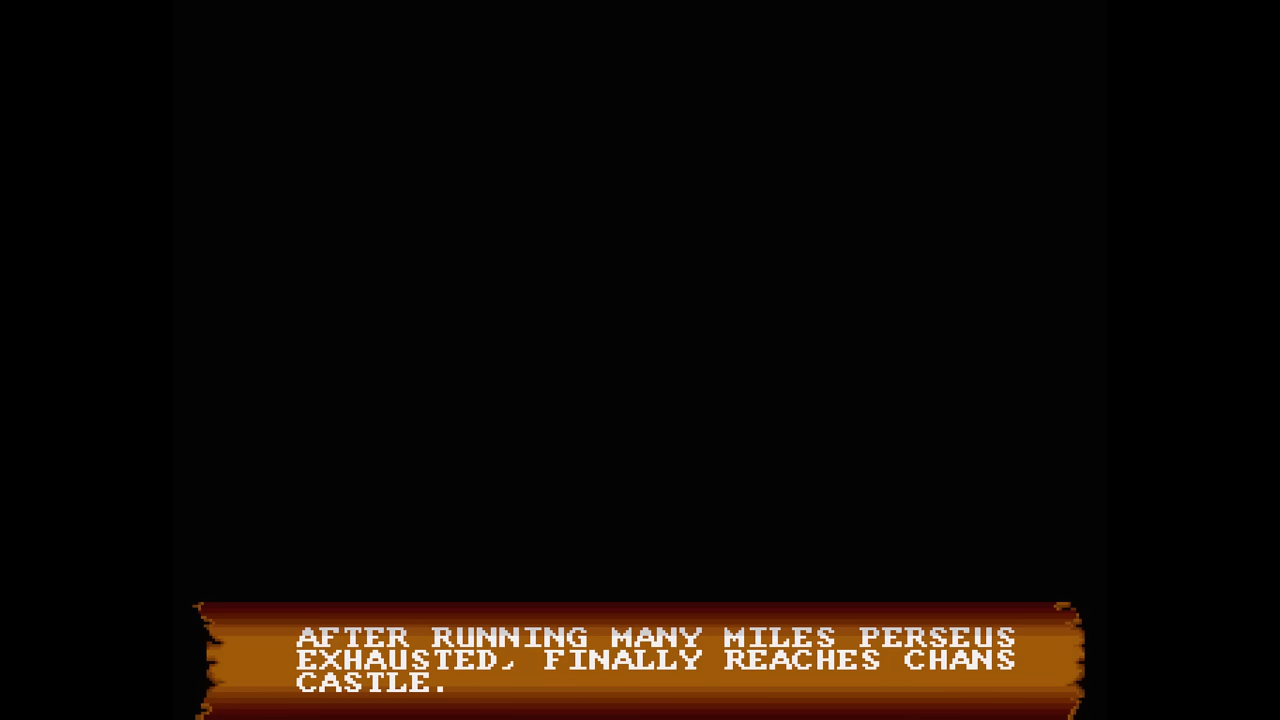 AFTER RUNNING MANY MILES PERSEUS
EXHAUSTED, FINALLY REACHES CHANS
CASTLE.